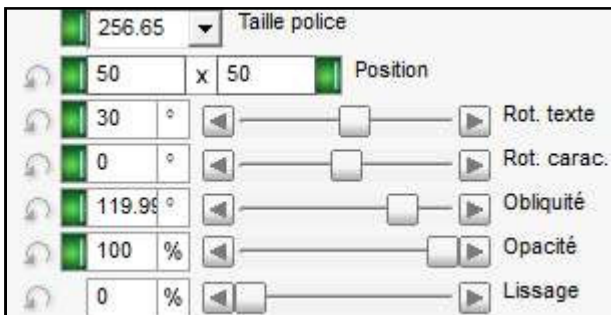 256.65 Taille police
50 x 50 Position
30 ° Rot. texte
0 ° Rot. carac.
119.99 ° Obliquité
100 % Opacité
0 % Lissage